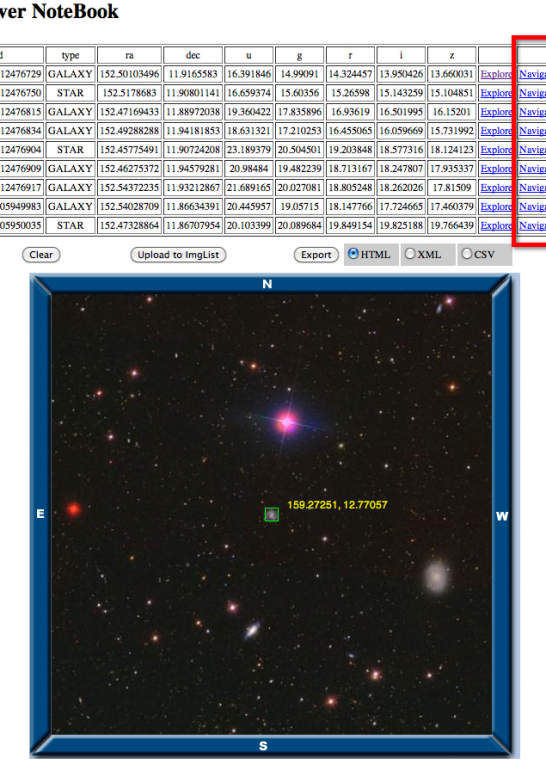 ver NoteBook
d type ra dec u g r i z
12476729 GALAXY 152.50103496 11.9165583 16.391846 14.99091 14.324457 13.950426 13.660031 Explore Naviga
12476750 STAR 152.5178683 11.90801141 16.659374 15.60356 15.26598 15.143259 15.104851 Explore Naviga
12476815 GALAXY 152.47169433 11.88972038 19.360422 17.835896 16.93619 16.501995 16.15201 Explore Naviga
12476834 GALAXY 152.49288288 11.94181853 18.631321 17.210253 16.455065 16.059669 15.731992 Explore Naviga
12476904 STAR 152.45775491 11.90724208 23.189379 20.504501 19.203848 18.577316 18.124123 Explore Naviga
12476909 GALAXY 152.46275372 11.94579281 20.98484 19.482239 18.713167 18.247807 17.935337 Explore Naviga
12476917 GALAXY 152.54372235 11.93212867 21.689165 20.027081 18.805248 18.262026 17.81509 Explore Naviga
05949983 GALAXY 152.54028709 11.86634391 20.445957 19.05715 18.147766 17.724665 17.460379 Explore Naviga
05950035 STAR 152.47328864 11.86707954 20.103399 20.089684 19.849154 19.825188 19.766439 Explore Naviga
Clear Upload to ImgList Export HTML XML CSV
N
159.27251, 12.77057
E W
S